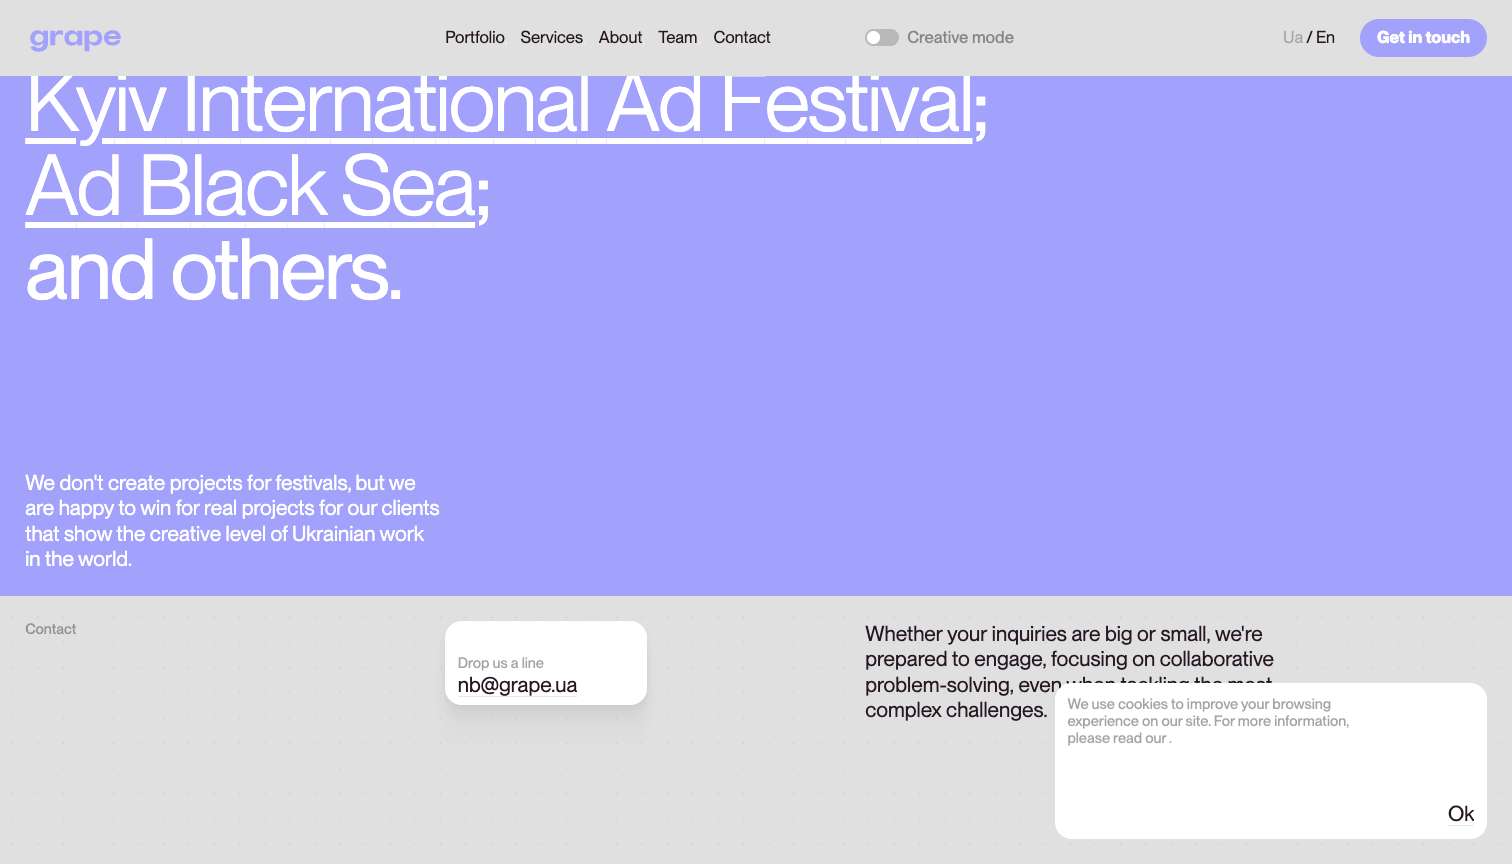 grape
Portfolio Services About Team Contact
Creative mode
Ua / En
Get in touch
Kyiv International Ad Festival;
Ad Black Sea;
and others.
We don't create projects for festivals, but we
are happy to win for real projects for our clients
that show the creative level of Ukrainian work
in the world.
Contact
Drop us a line
nb@grape.ua
Whether your inquiries are big or small, we're
prepared to engage, focusing on collaborative
problem-solving, even when tackling the most
complex challenges.
We use cookies to improve your browsing
experience on our site. For more information,
please read our .
Ok